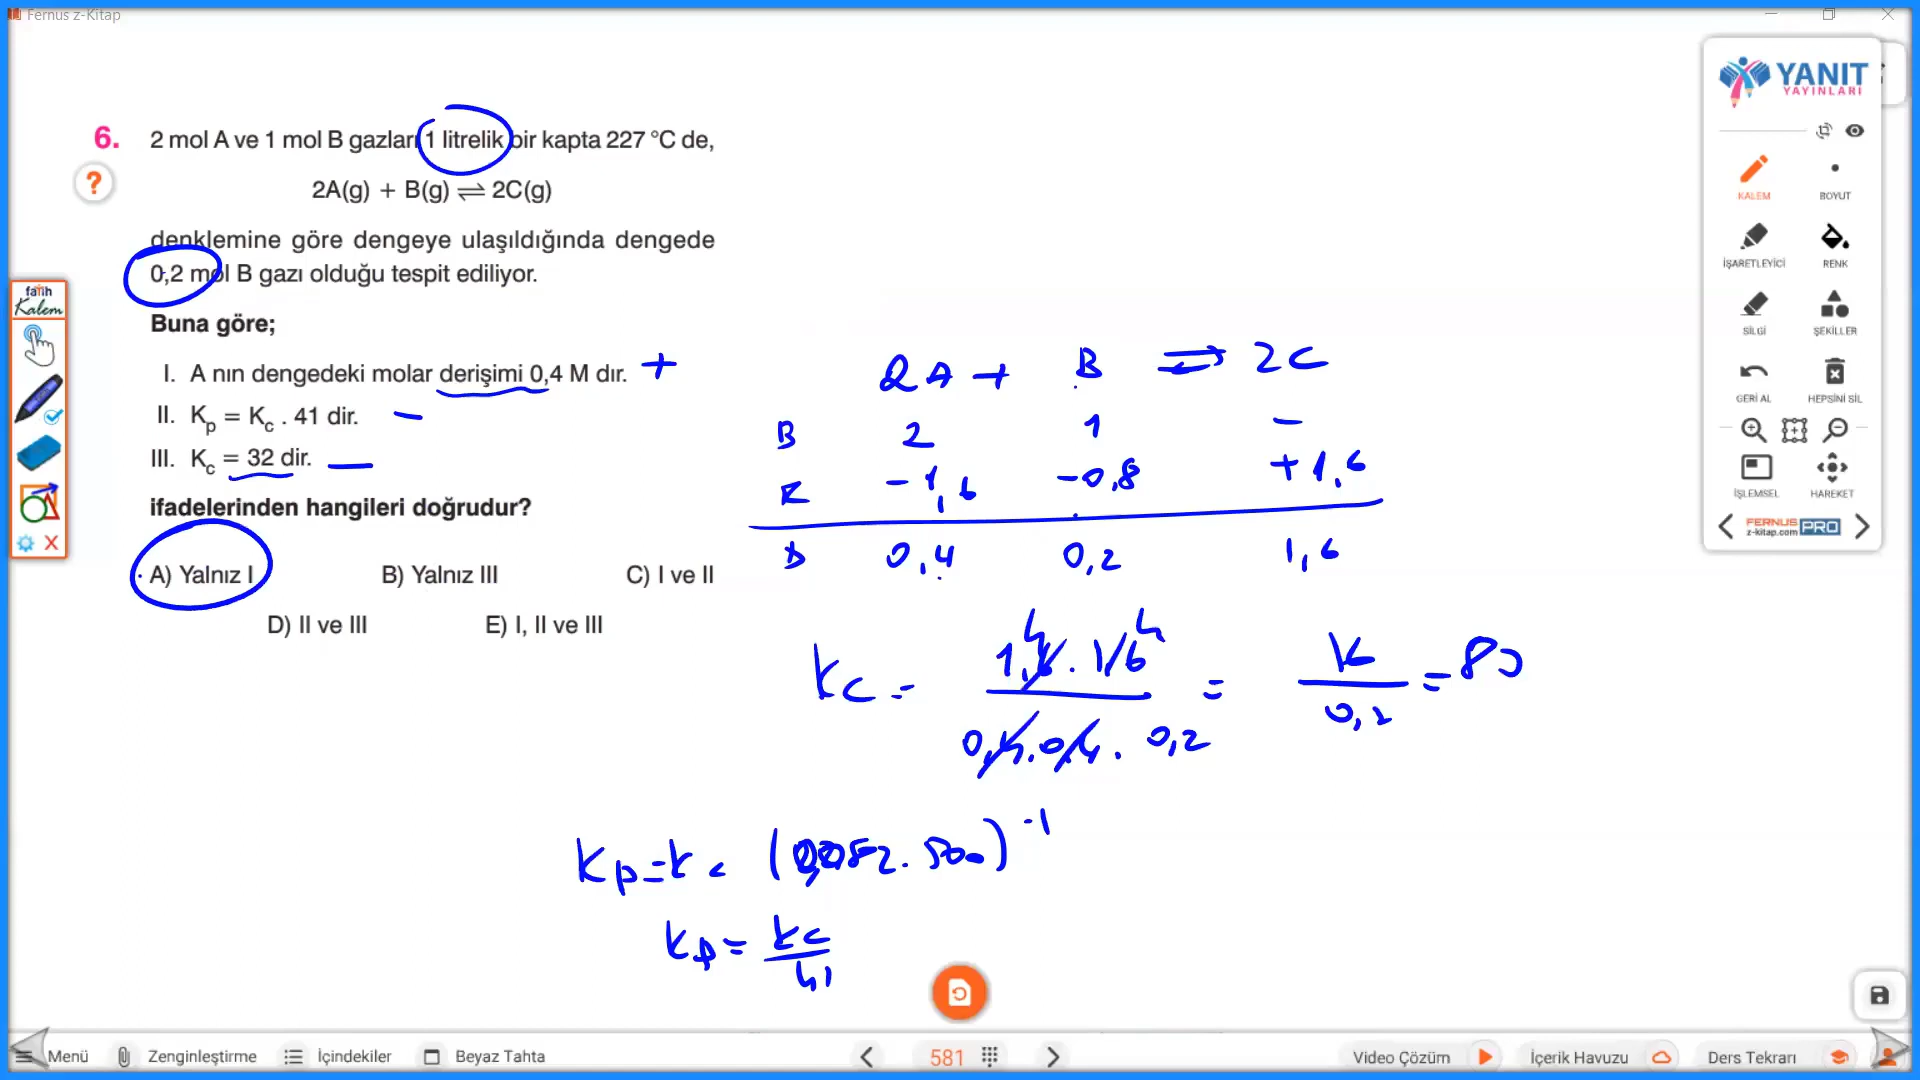 Fernus z-Kitap
YANIT
YAYINLARI
6. 2 mol A ve 1 mol B gazları 1 litrelik bir kapta 227 °C de,
2A(g) + B(g) ⇌ 2C(g)
denklemine göre dengeye ulaşıldığında dengede
0,2 mol B gazı olduğu tespit ediliyor.
Buna göre;
I. A nın dengedeki molar derişimi 0,4 M dır. +
II. Kp = Kc . 41 dir. —
III. Kc = 32 dir. —
ifadelerinden hangileri doğrudur?
A) Yalnız I B) Yalnız III C) I ve II
D) II ve III E) I, II ve III
2A + B ⇌ 2C
B 2 1 —
-1,6 -0,8 +1,6
D 0,4 0,2 1,6
Kc = 1,6 . 1,6 / 0,4 . 0,4 . 0,2 = 16 / 0,2 = 80
4 4
Kp = Kc (0,082 . 500)⁻¹
Kp = Kc / 41
fatih
Kalem
KALEM BOYUT
İŞARETLEYİCİ RENK
SİLGİ ŞEKİLLER
GERİ AL HEPSİNİ SİL
İŞLEMSEL HAREKET
FERNUS PRO
z-kitap.com
Menü Zenginleştirme İçindekiler Beyaz Tahta 581 Video Çözüm İçerik Havuzu Ders Tekrarı